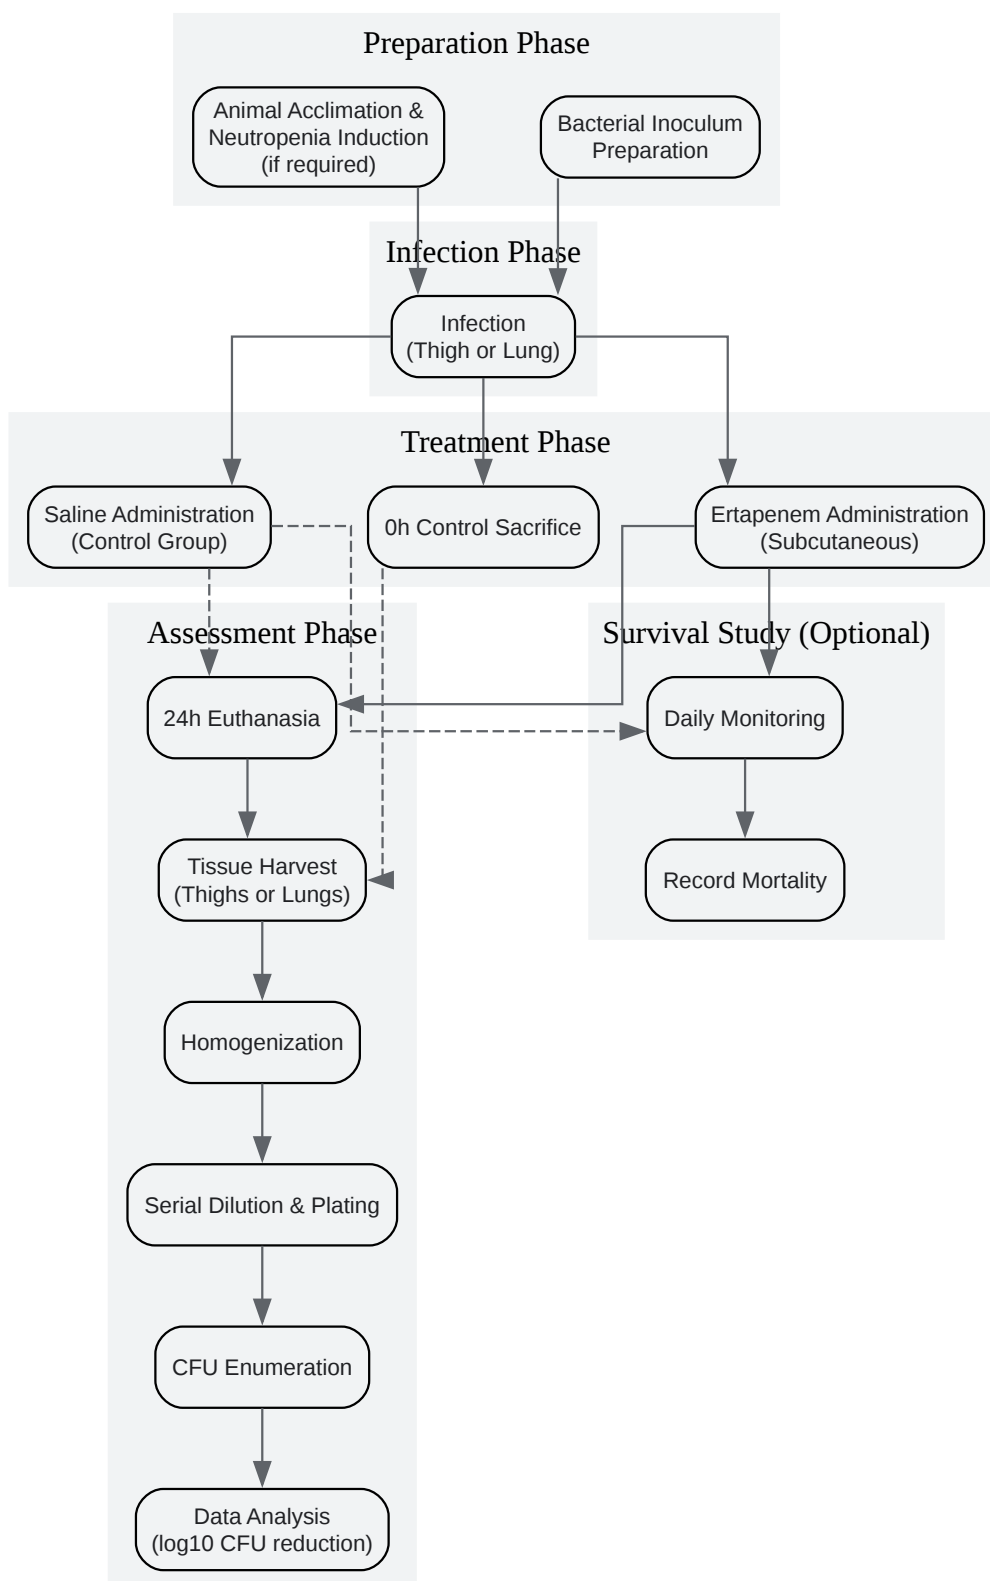 Preparation Phase
Animal Acclimation &
Neutropenia Induction
(if required)
Bacterial Inoculum
Preparation
Infection Phase
Infection
(Thigh or Lung)
Treatment Phase
Saline Administration
(Control Group)
0h Control Sacrifice
Ertapenem Administration
(Subcutaneous)
Assessment Phase
24h Euthanasia
Tissue Harvest
(Thighs or Lungs)
Homogenization
Serial Dilution & Plating
CFU Enumeration
Data Analysis
(log10 CFU reduction)
Survival Study (Optional)
Daily Monitoring
Record Mortality